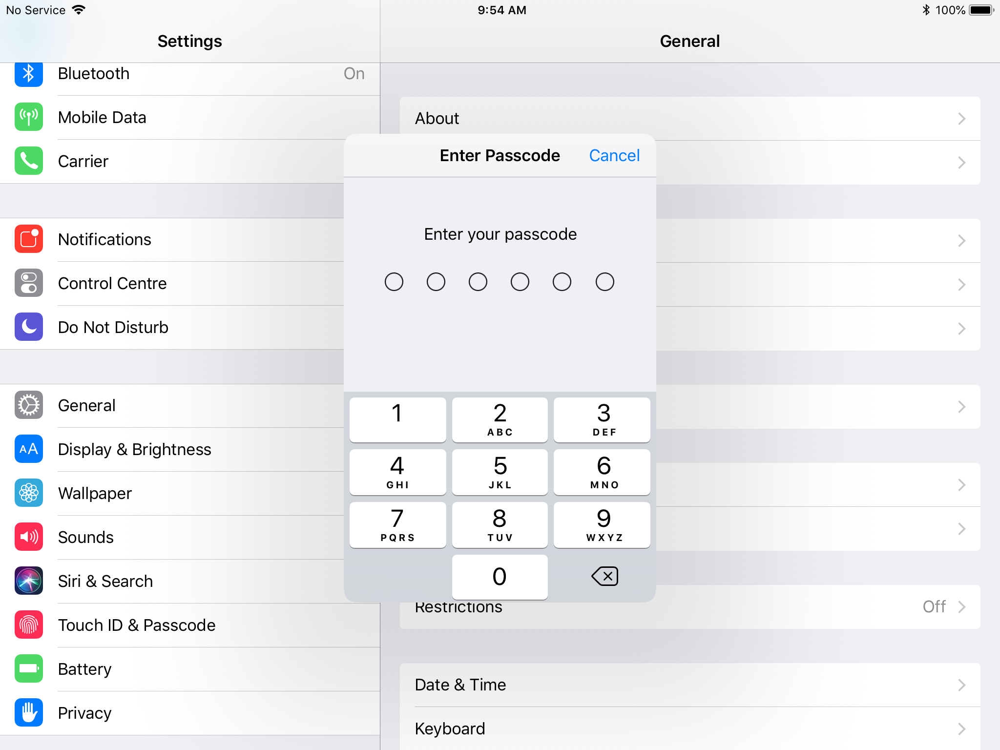 No Service
9:54 AM
100%
Settings
General
Bluetooth On
Mobile Data
Carrier
Notifications
Control Centre
Do Not Disturb
General
AA Display & Brightness
Wallpaper
Sounds
Siri & Search
Touch ID & Passcode
Battery
Privacy
About
Enter Passcode Cancel
Enter your passcode
1 2 3
ABC DEF
4 5 6
GHI JKL MNO
7 8 9
PQRS TUV WXYZ
0
Restrictions Off
Date & Time
Keyboard